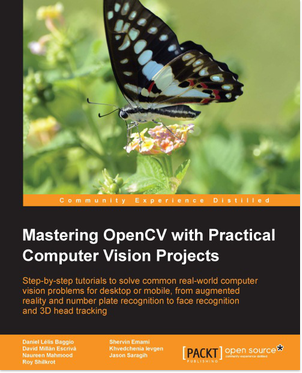 Community Experience Distilled
Mastering OpenCV with Practical
Computer Vision Projects
Step-by-step tutorials to solve common real-world computer
vision problems for desktop or mobile, from augmented
reality and number plate recognition to face recognition
and 3D head tracking
Daniel Lélis Baggio
David Millán Escrivá
Naureen Mahmood
Roy Shilkrot
Shervin Emami
Khvedchenia Ievgen
Jason Saragih
[PACKT] open source*
PUBLISHING